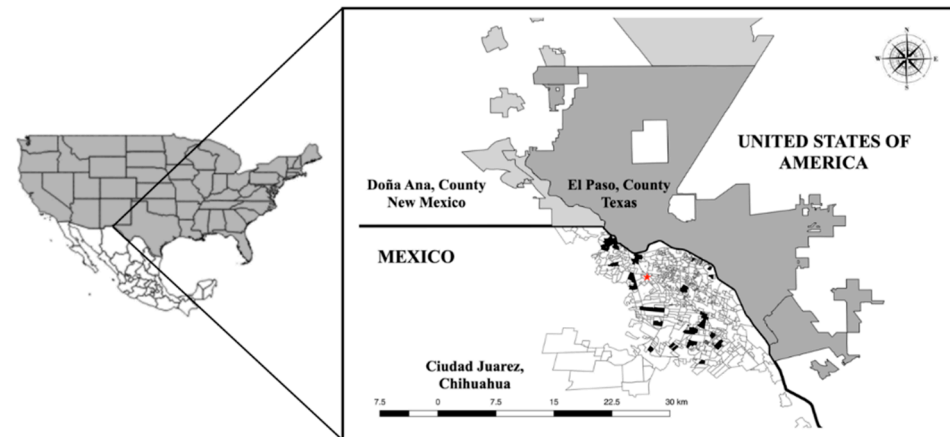 N
W
E
S
UNITED STATES OF
AMERICA
Doña Ana, County
New Mexico
El Paso, County
Texas
MEXICO
Ciudad Juarez,
Chihuahua
7.5 0 7.5 15 22.5 30 km